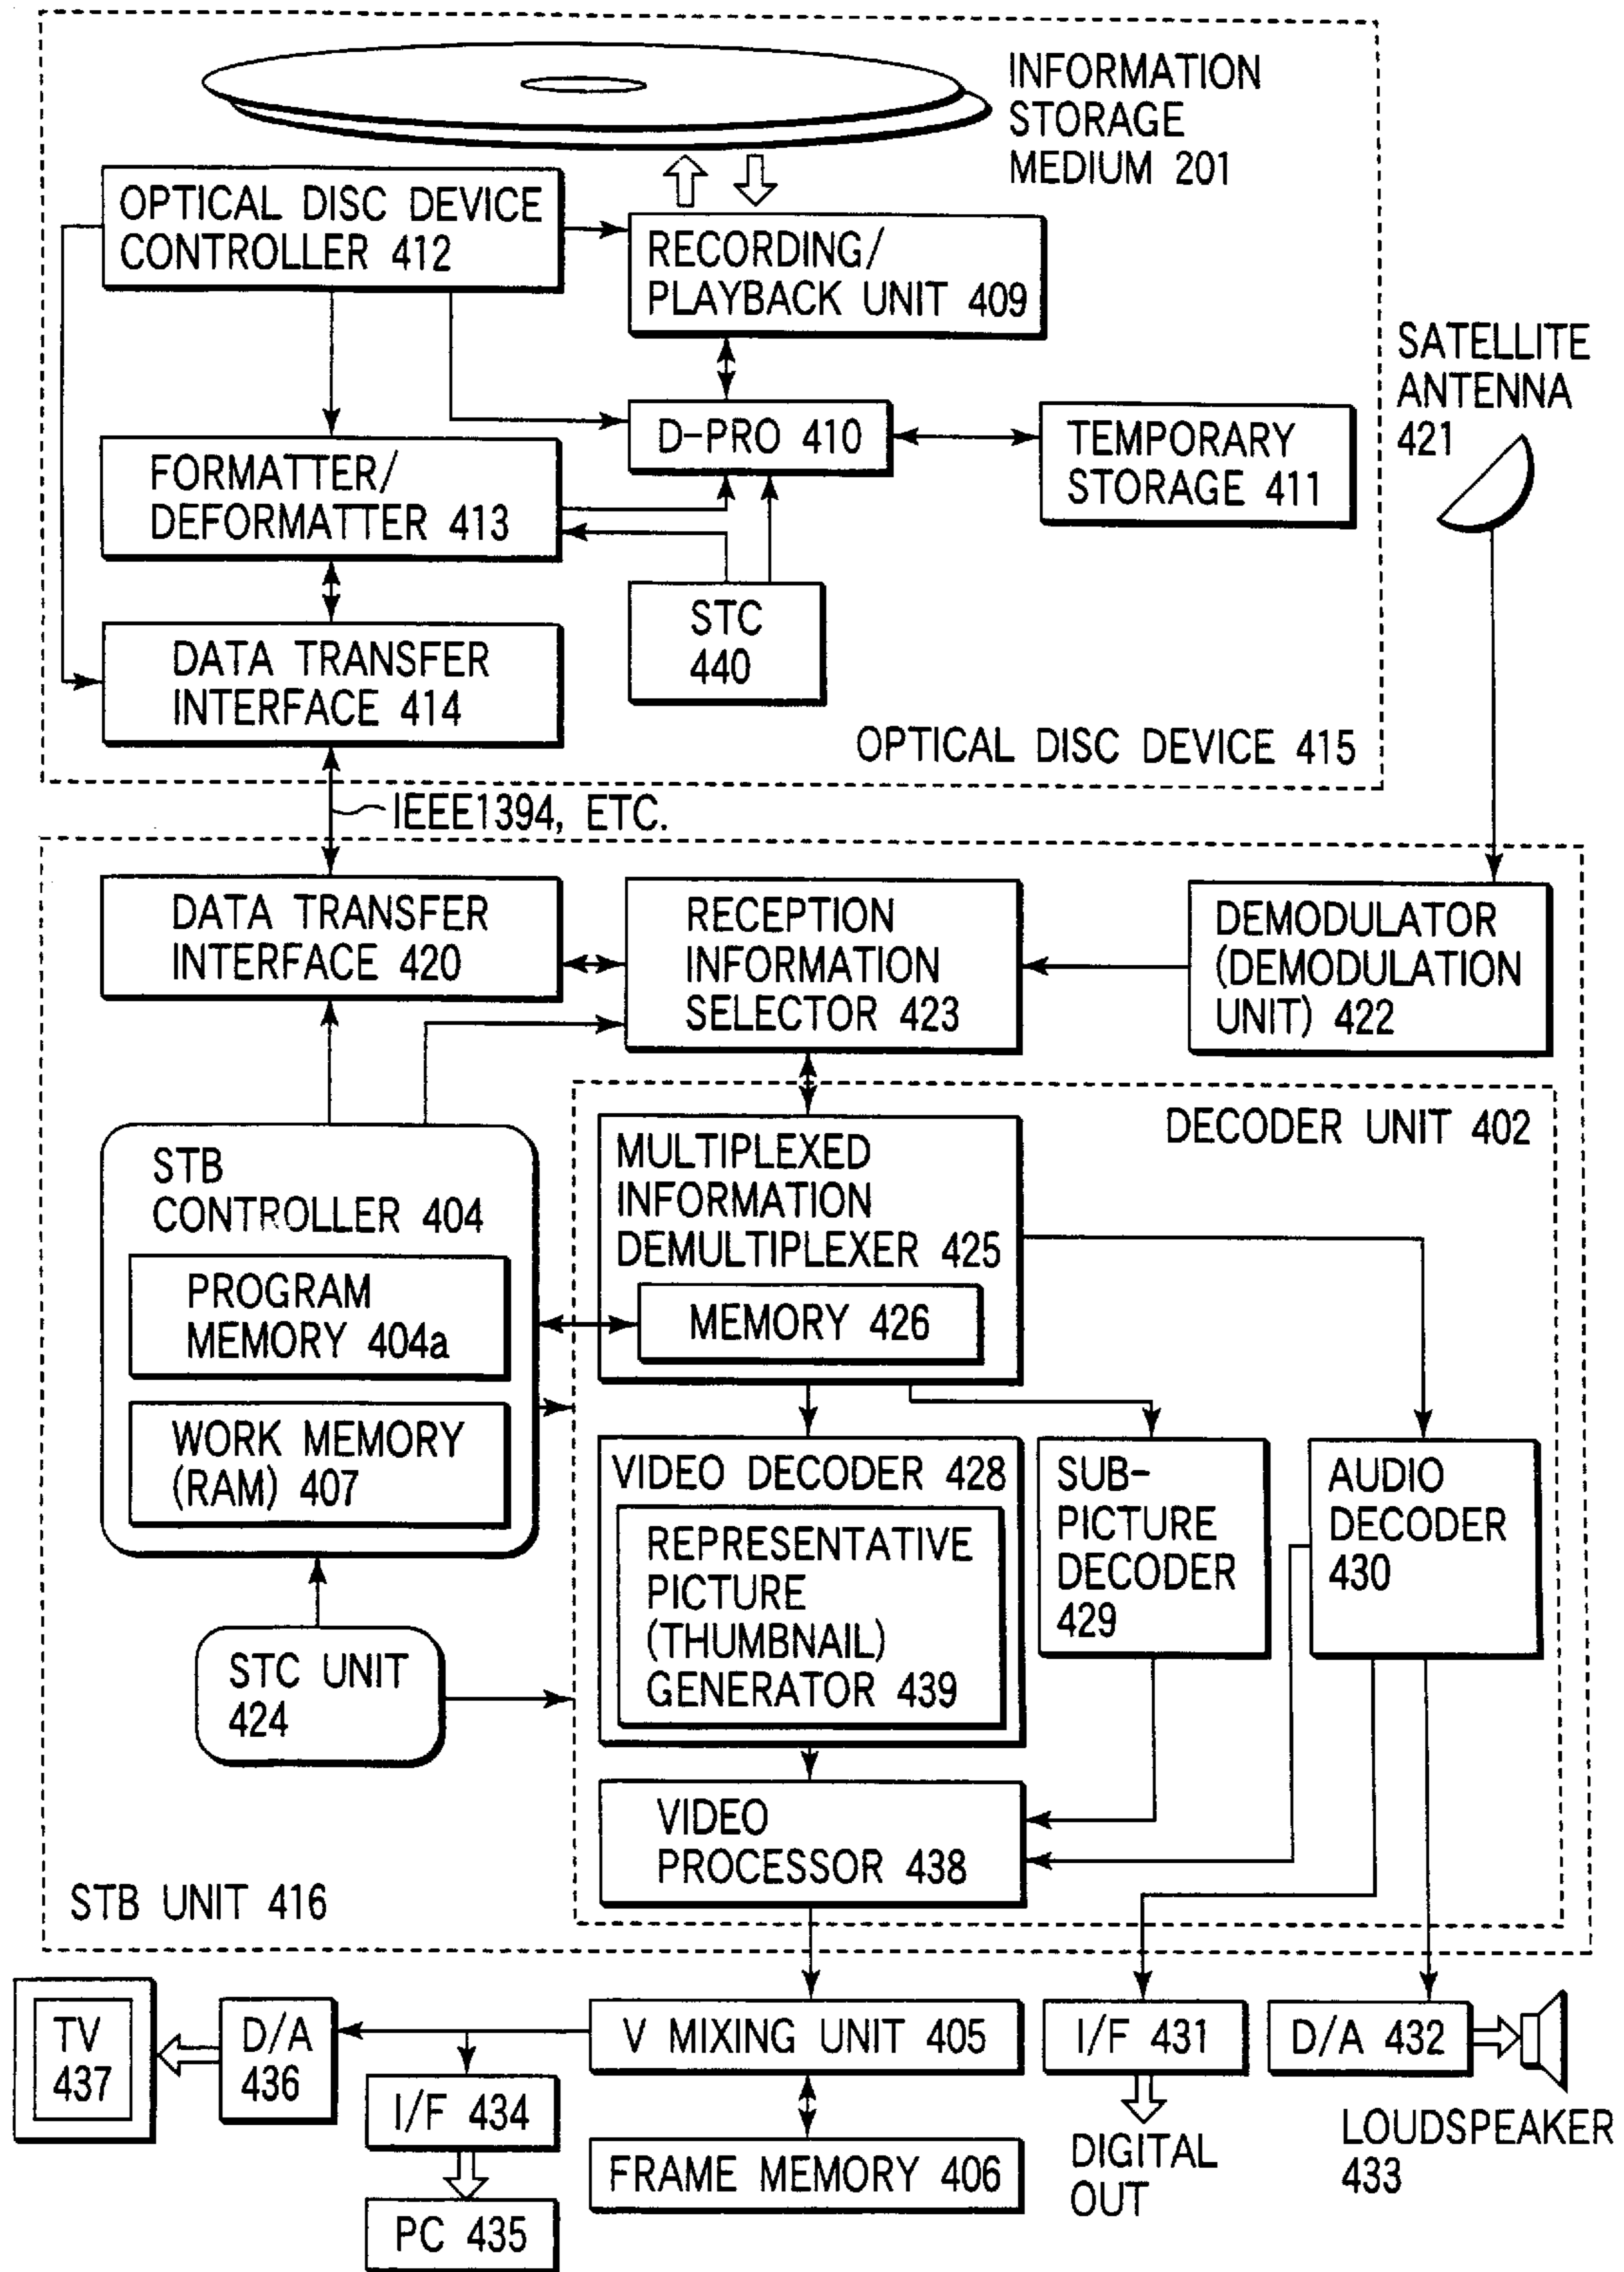 INFORMATION
STORAGE
MEDIUM 201
OPTICAL DISC DEVICE
CONTROLLER 412
RECORDING/
PLAYBACK UNIT 409
SATELLITE
ANTENNA
421
D-PRO 410
TEMPORARY
STORAGE 411
FORMATTER/
DEFORMATTER 413
STC
440
DATA TRANSFER
INTERFACE 414
OPTICAL DISC DEVICE 415
IEEE1394, ETC.
DATA TRANSFER
INTERFACE 420
RECEPTION
INFORMATION
SELECTOR 423
DEMODULATOR
(DEMODULATION
UNIT) 422
DECODER UNIT 402
STB
CONTROLLER 404
PROGRAM
MEMORY 404a
WORK MEMORY
(RAM) 407
MULTIPLEXED
INFORMATION
DEMULTIPLEXER 425
MEMORY 426
VIDEO DECODER 428
REPRESENTATIVE
PICTURE
(THUMBNAIL)
GENERATOR 439
SUB-
PICTURE
DECODER
429
AUDIO
DECODER
430
STC UNIT
424
VIDEO
PROCESSOR 438
STB UNIT 416
TV
437
D/A
436
V MIXING UNIT 405
I/F 431
D/A 432
I/F 434
FRAME MEMORY 406
DIGITAL
OUT
LOUDSPEAKER
433
PC 435